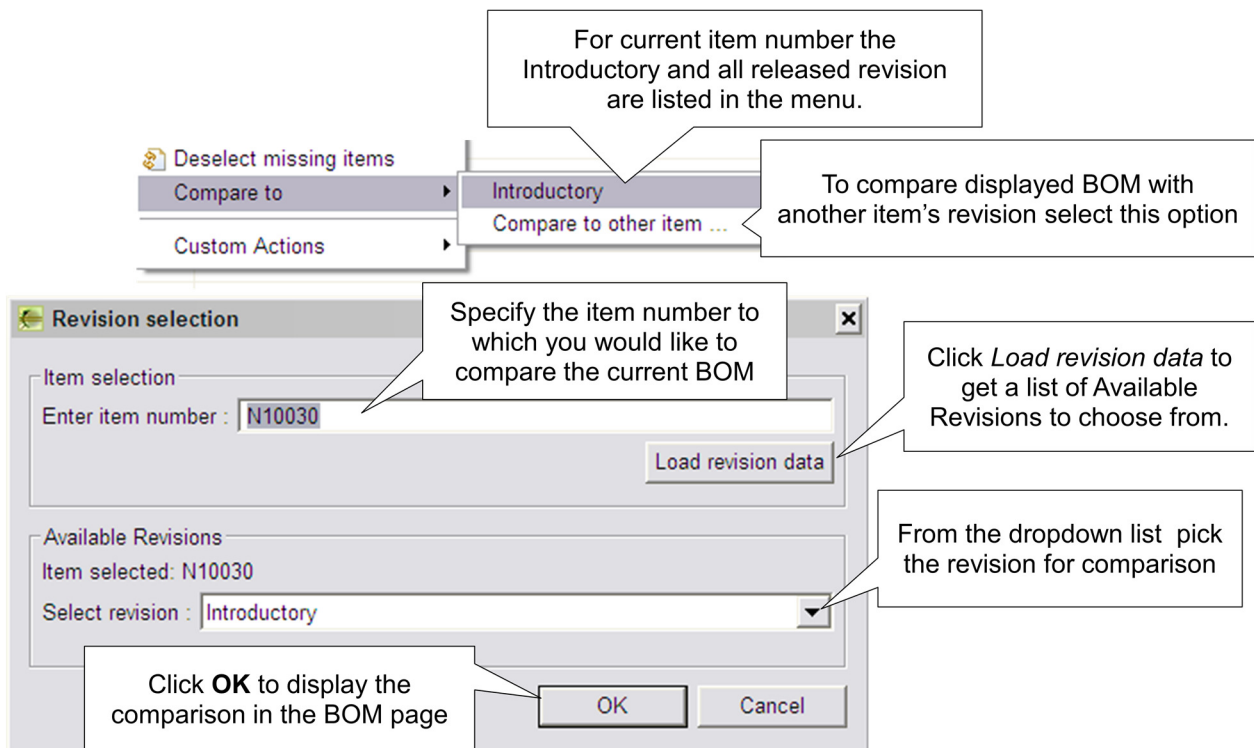 For current item number the
Introductory and all released revision
are listed in the menu.
Deselect missing items
Compare to
Introductory
Compare to other item ...
Custom Actions
To compare displayed BOM with
another item's revision select this option
Revision selection
Specify the item number to
which you would like to
compare the current BOM
Item selection
Enter item number : N10030
Load revision data
Click Load revision data to
get a list of Available
Revisions to choose from.
Available Revisions
Item selected: N10030
Select revision : Introductory
From the dropdown list pick
the revision for comparison
Click OK to display the
comparison in the BOM page
OK
Cancel